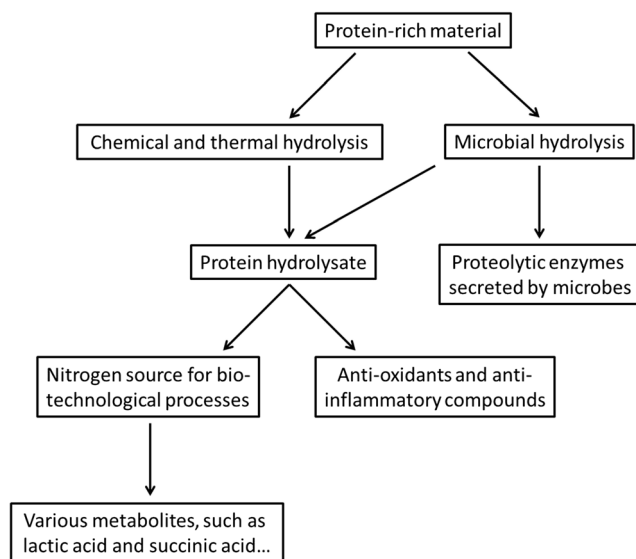 Protein-rich material
Chemical and thermal hydrolysis
Microbial hydrolysis
Protein hydrolysate
Proteolytic enzymes
secreted by microbes
Nitrogen source for bio-
technological processes
Anti-oxidants and anti-
inflammatory compounds
Various metabolites, such as
lactic acid and succinic acid...